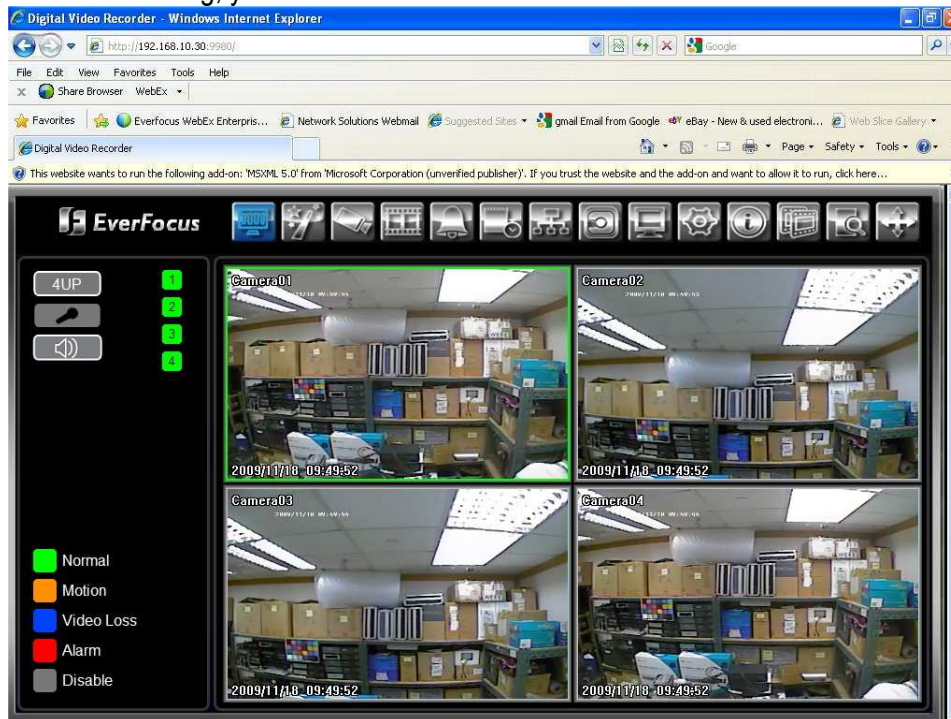 Digital Video Recorder - Windows Internet Explorer
http://192.168.10.30:9980/
Google
File Edit View Favorites Tools Help
x Share Browser WebEx
Favorites Everfocus WebEx Enterpris... Network Solutions Webmail Suggested Sites gmail Email from Google eBay - New & used electroni... Web Slice Gallery
Digital Video Recorder
Page Safety Tools
This website wants to run the following add-on: 'MSXML 5.0' from 'Microsoft Corporation (unverified publisher)'. If you trust the website and the add-on and want to allow it to run, click here...
EverFocus
4UP
1
2
3
4
Camera01
2009/11/18 09:49:52
Camera02
2009/11/18 09:49:52
Camera03
2009/11/18 09:49:52
Camera04
2009/11/18 09:49:52
Normal
Motion
Video Loss
Alarm
Disable